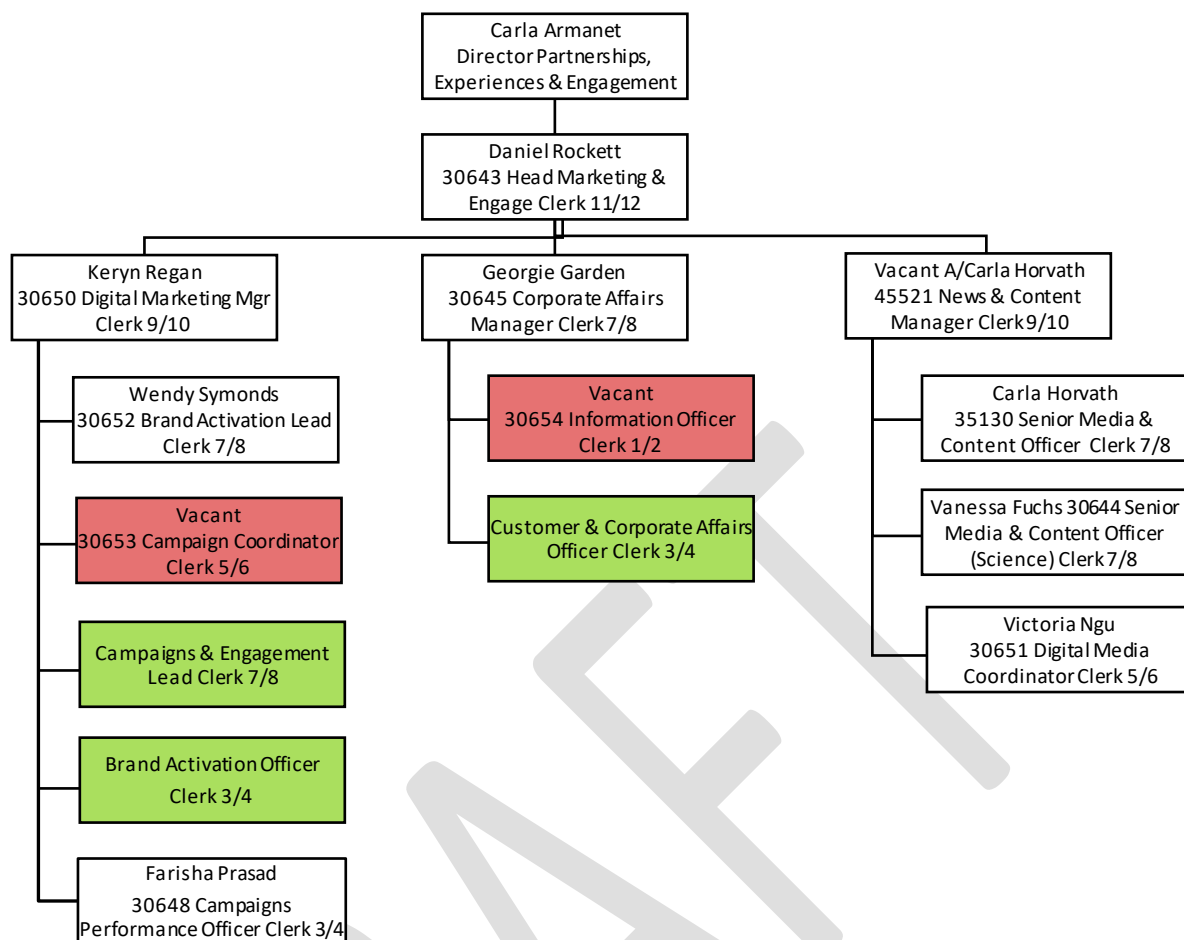 Carla Armanet
Director Partnerships,
Experiences & Engagement
Daniel Rockett
30643 Head Marketing &
Engage Clerk 11/12
Keryn Regan
30650 Digital Marketing Mgr
Clerk 9/10
Georgie Garden
30645 Corporate Affairs
Manager Clerk 7/8
Vacant A/Carla Horvath
45521 News & Content
Manager Clerk 9/10
Wendy Symonds
30652 Brand Activation Lead
Clerk 7/8
Vacant
30653 Campaign Coordinator
Clerk 5/6
Campaigns & Engagement
Lead Clerk 7/8
Brand Activation Officer
Clerk 3/4
Farisha Prasad
30648 Campaigns
Performance Officer Clerk 3/4
Vacant
30654 Information Officer
Clerk 1/2
Customer & Corporate Affairs
Officer Clerk 3/4
Carla Horvath
35130 Senior Media &
Content Officer Clerk 7/8
Vanessa Fuchs 30644 Senior
Media & Content Officer
(Science) Clerk 7/8
Victoria Ngu
30651 Digital Media
Coordinator Clerk 5/6